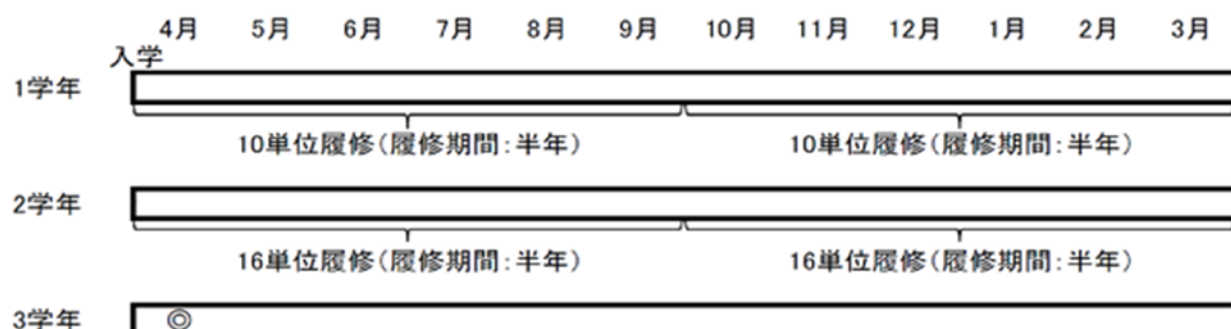 4月 5月 6月 7月 8月 9月 10月 11月 12月 1月 2月 3月
入学
1学年
10単位履修(履修期間:半年) 10単位履修(履修期間:半年)
2学年
16単位履修(履修期間:半年) 16単位履修(履修期間:半年)
3学年 ◎